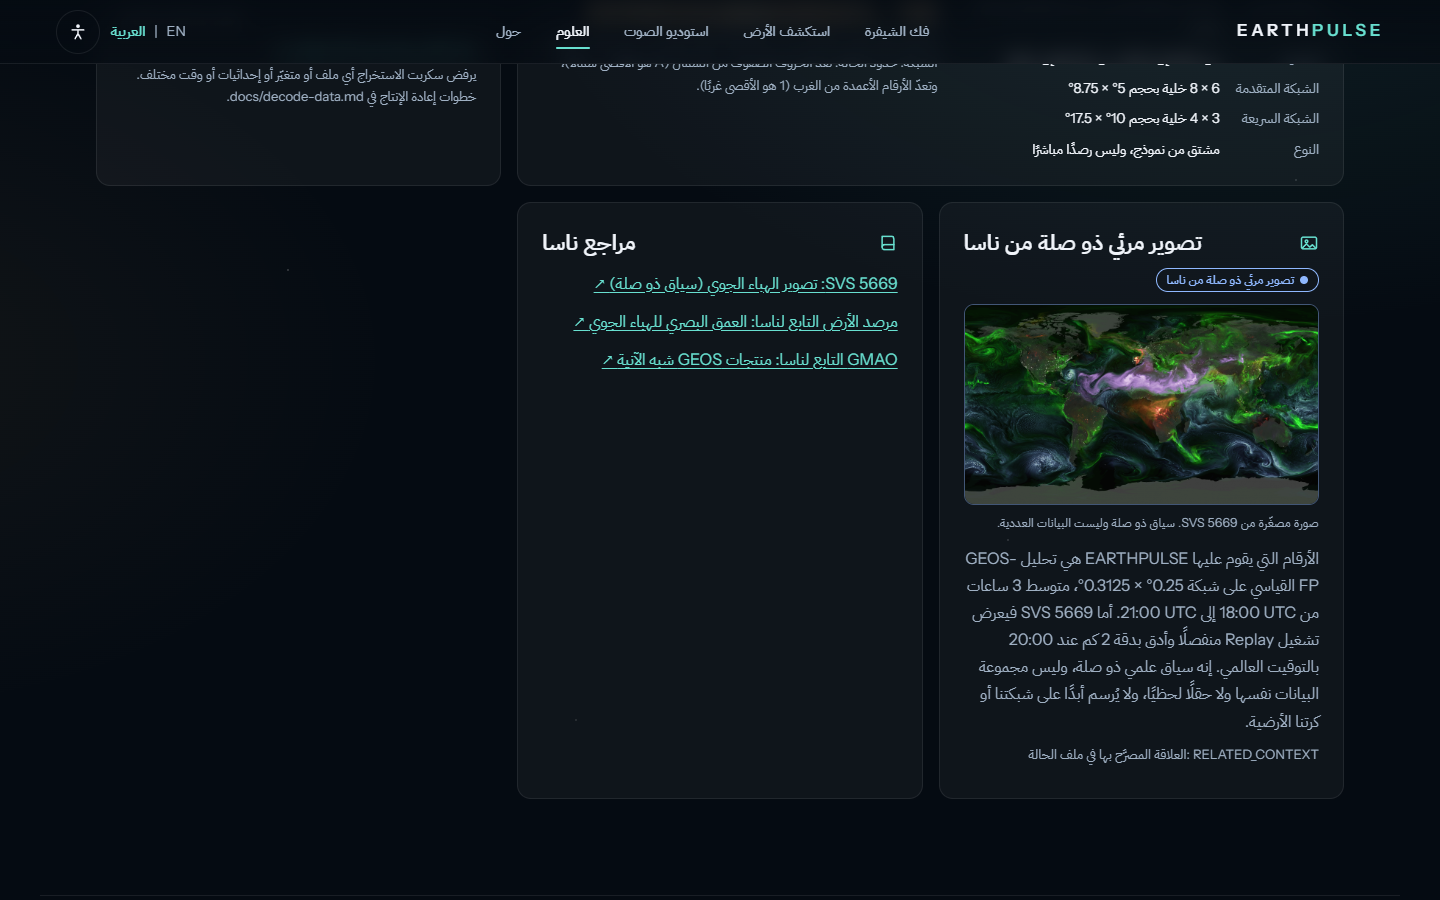 EARTHPULSE
فك الشيفرة
استكشف الأرض
استوديو الصوت
العلوم
حول
العربية | EN
الشبكة المتقدمة
6 × 8 خلية بحجم 5° × 8.75°
الشبكة السريعة
3 × 4 خلية بحجم 10° × 17.5°
النوع
مشتق من نموذج، وليس رصدًا مباشرًا
وتعدّ الأرقام الأعمدة من الغرب (1 هو الأقصى غربًا).
يرفض سكربت الاستخراج أي ملف أو متغيّر أو إحداثيات أو وقت مختلف.
خطوات إعادة الإنتاج في docs/decode-data.md.
تصوير مرئي ذو صلة من ناسا
تصوير مرئي ذو صلة من ناسا
صورة مصغّرة من SVS 5669. سياق ذو صلة وليست البيانات العددية.
الأرقام التي يقوم عليها EARTHPULSE هي تحليل GEOS-
FP القياسي على شبكة 0.25° × 0.3125°، متوسط 3 ساعات
من 18:00 UTC إلى 21:00 UTC. أما SVS 5669 فيعرض
تشغيل Replay منفصلًا وأدق بدقة 2 كم عند 20:00
بالتوقيت العالمي. إنه سياق علمي ذو صلة، وليس مجموعة
البيانات نفسها ولا حقلًا لحظيًا، ولا يُرسم أبدًا على شبكتنا أو
كرتنا الأرضية.
RELATED_CONTEXT :العلاقة المصرَّح بها في ملف الحالة
مراجع ناسا
SVS 5669: تصوير الهباء الجوي (سياق ذو صلة) ↗
مرصد الأرض التابع لناسا: العمق البصري للهباء الجوي ↗
GMAO التابع لناسا: منتجات GEOS شبه الآنية ↗